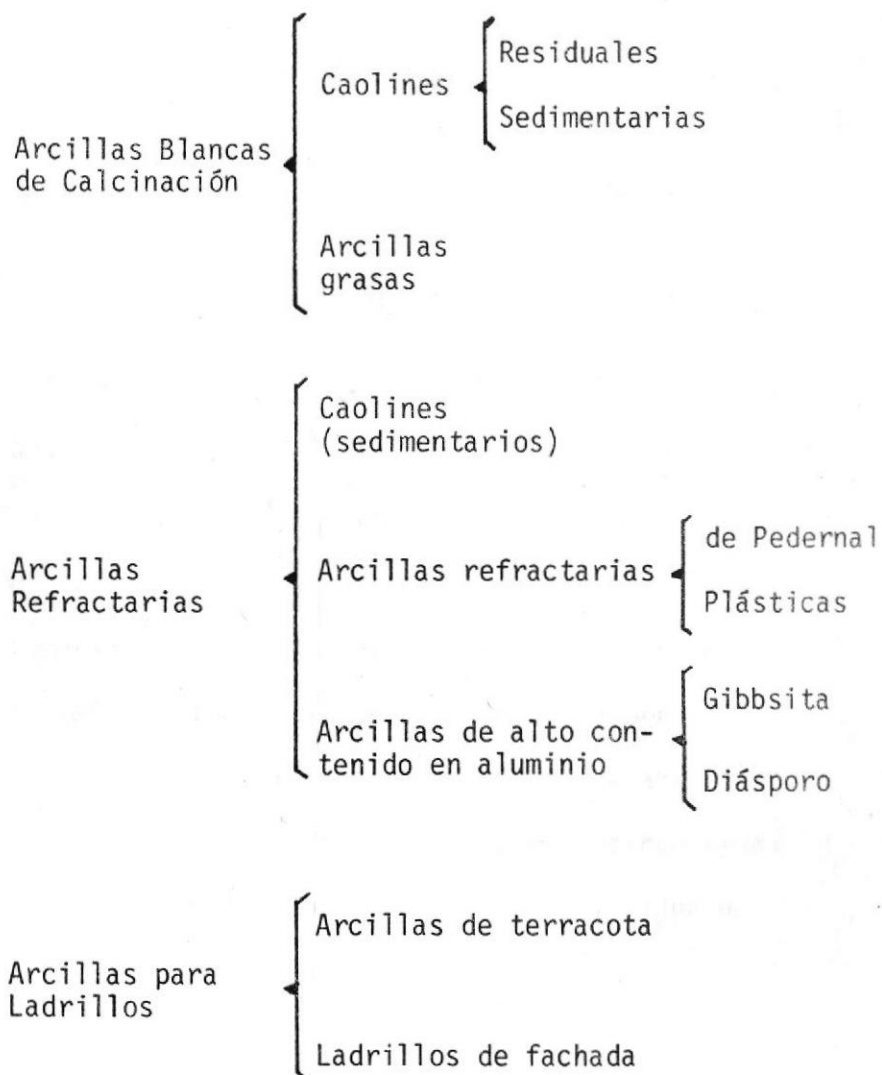 Arcillas Blancas
de Calcinación
Caolines
Residuales
Sedimentarias
Arcillas
grasas
Arcillas
Refractarias
Caolines
(sedimentarios)
Arcillas refractarias
de Pedernal
Plásticas
Arcillas de alto con-
tenido en aluminio
Gibbsita
Diásporo
Arcillas para
Ladrillos
Arcillas de terracota
Ladrillos de fachada